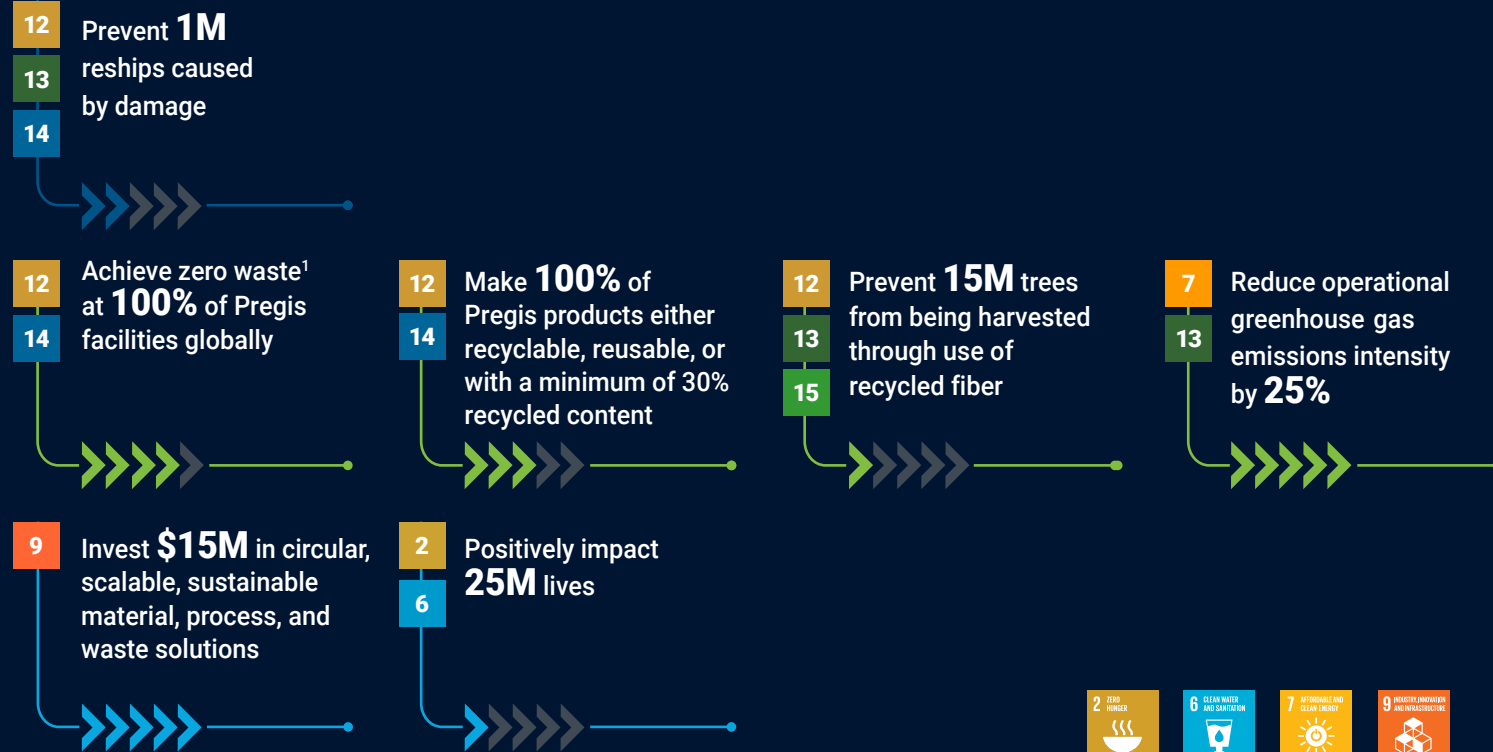 12
13
14
Prevent 1M
reships caused
by damage
12
14
Achieve zero waste¹
at 100% of Pregis
facilities globally
12
14
Make 100% of
Pregis products either
recyclable, reusable, or
with a minimum of 30%
recycled content
12
13
15
Prevent 15M trees
from being harvested
through use of
recycled fiber
7
13
Reduce operational
greenhouse gas
emissions intensity
by 25%
9
Invest $15M in circular,
scalable, sustainable
material, process, and
waste solutions
2
6
Positively impact
25M lives
2 ZERO
HUNGER
6 CLEAN WATER
AND SANITATION
7 AFFORDABLE AND
CLEAN ENERGY
9 INDUSTRY, INNOVATION
AND INFRASTRUCTURE